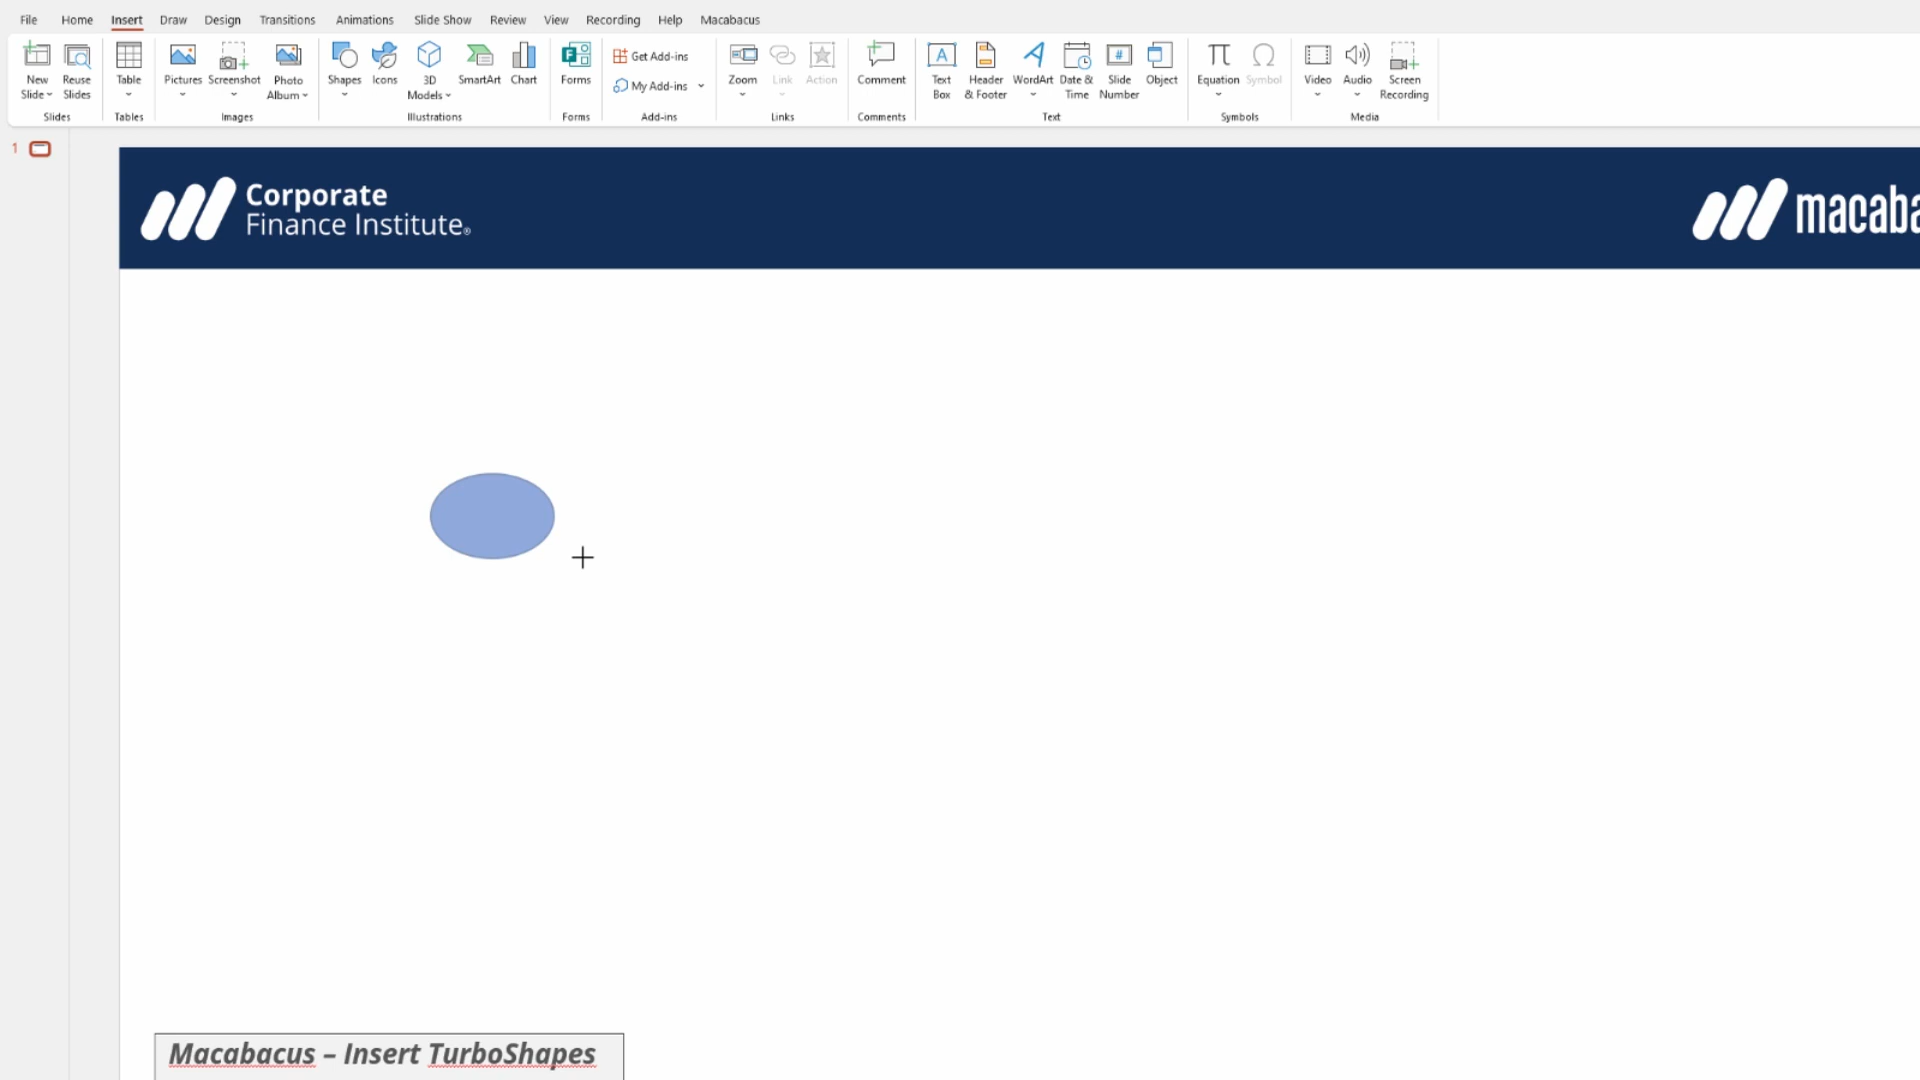 File Home Insert Draw Design Transitions Animations Slide Show Review View Recording Help Macabacus
New Slide
Reuse Slides
Table
Pictures
Screenshot
Photo Album
Shapes
Icons
3D Models
SmartArt
Chart
Forms
Get Add-ins
My Add-ins
Zoom
Link
Action
Comment
Text Box
Header & Footer
WordArt
Date & Time
Slide Number
Object
Equation
Symbol
Video
Audio
Screen Recording
Slides Tables Images Illustrations Forms Add-ins Links Comments Text Symbols Media
1
Corporate
Finance Institute®
macaba
Macabacus – Insert TurboShapes